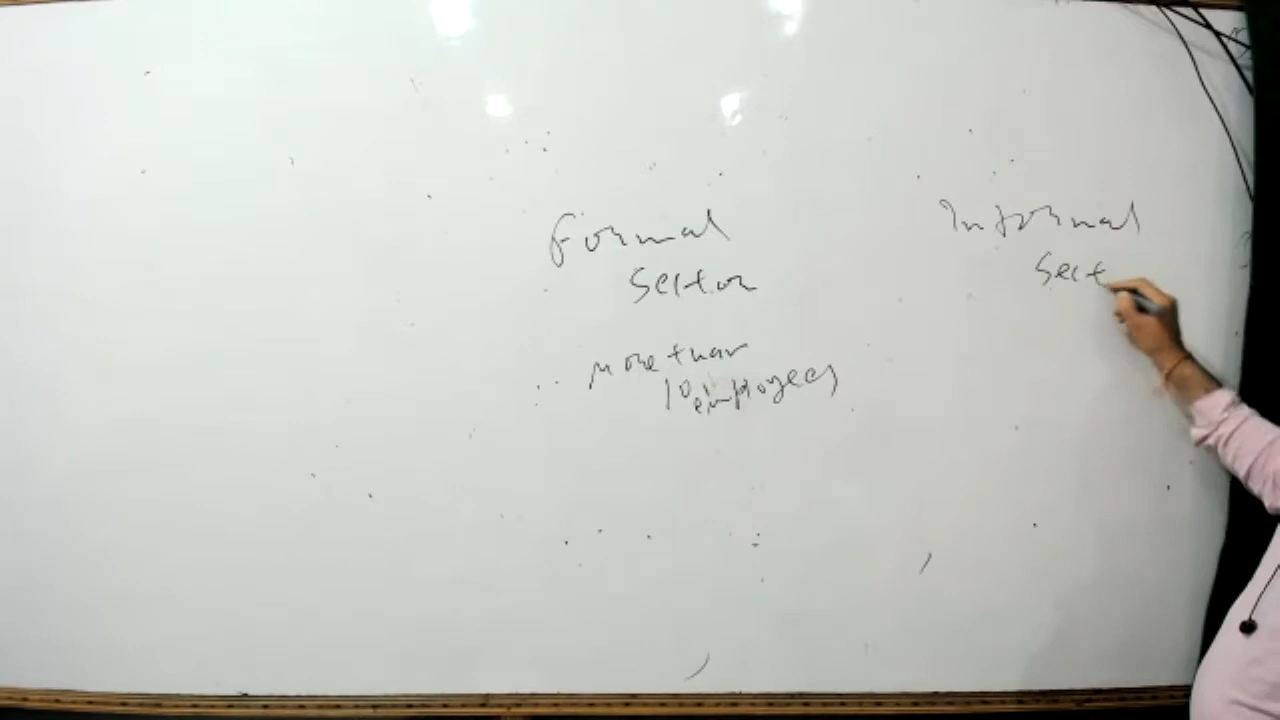 Formal
Sector
more than
10 employees
Informal
Sect